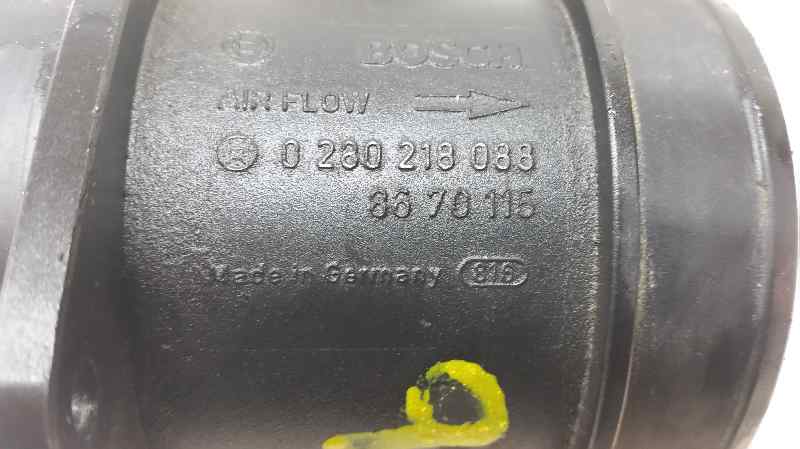 BOSCH
AIR FLOW
0 280 218 088
86 70 115
Made in Germany 816